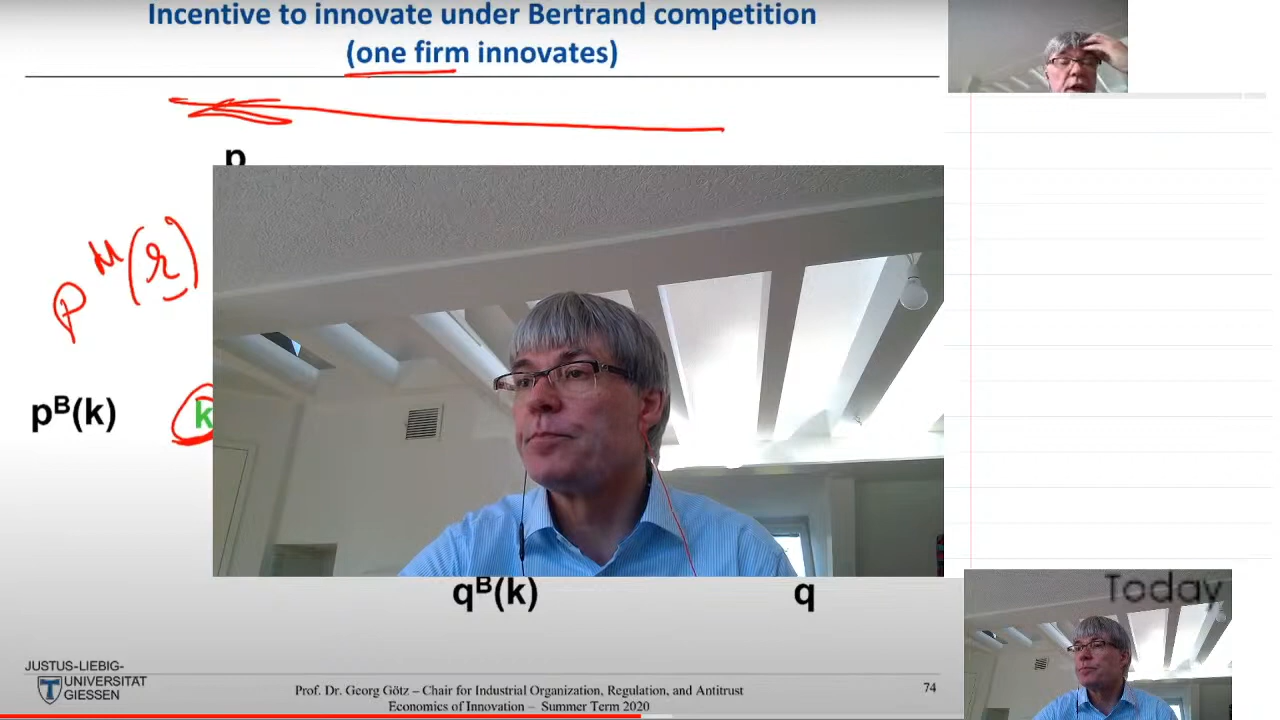 Incentive to innovate under Bertrand competition
(one firm innovates)
p
p^M(r)
p^B(k)
k
q^B(k)
q
Today
JUSTUS-LIEBIG-
UNIVERSITAT
GIESSEN
Prof. Dr. Georg Götz – Chair for Industrial Organization, Regulation, and Antitrust
Economics of Innovation – Summer Term 2020
74